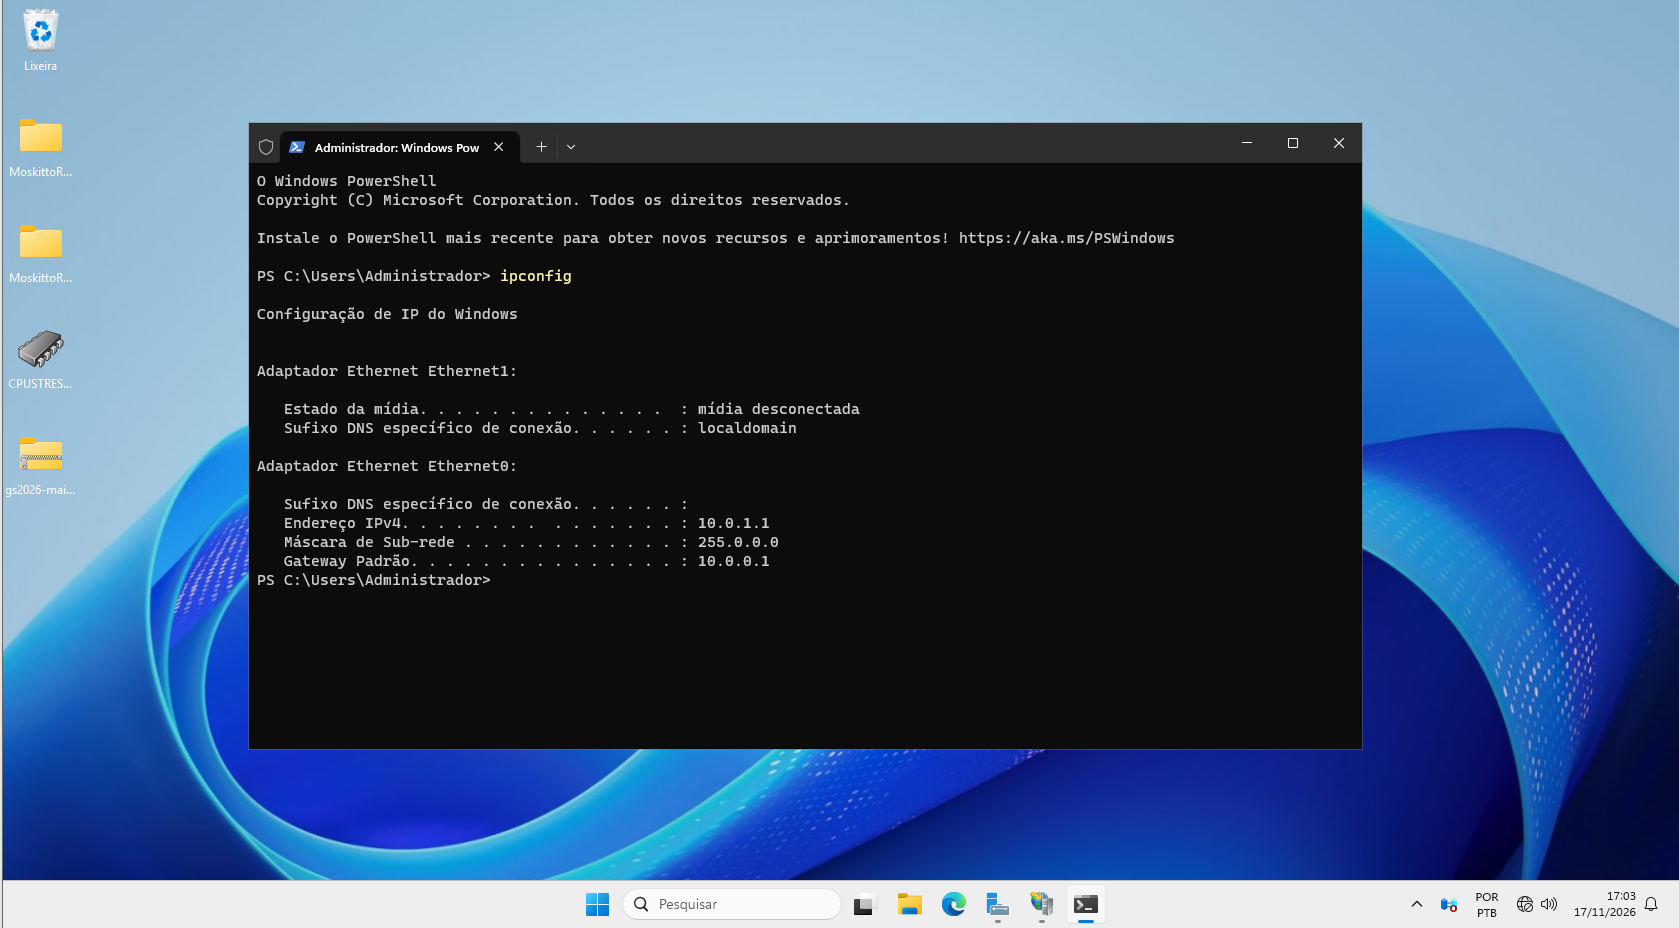 Lixeira
MoskittoR...
MoskittoR...
CPUSTRES...
gs2026-mai...
Administrador: Windows Pow
O Windows PowerShell
Copyright (C) Microsoft Corporation. Todos os direitos reservados.
Instale o PowerShell mais recente para obter novos recursos e aprimoramentos! https://aka.ms/PSWindows
PS C:\Users\Administrador> ipconfig
Configuração de IP do Windows
Adaptador Ethernet Ethernet1:
Estado da mídia. . . . . . . . . . . . . .  : mídia desconectada
Sufixo DNS específico de conexão. . . . . . : localdomain
Adaptador Ethernet Ethernet0:
Sufixo DNS específico de conexão. . . . . . :
Endereço IPv4. . . . . . . .  . . . . . . . : 10.0.1.1
Máscara de Sub-rede . . . . . . . . . . . . : 255.0.0.0
Gateway Padrão. . . . . . . . . . . . . . . : 10.0.0.1
PS C:\Users\Administrador>
Pesquisar
POR
PTB
17:03
17/11/2026